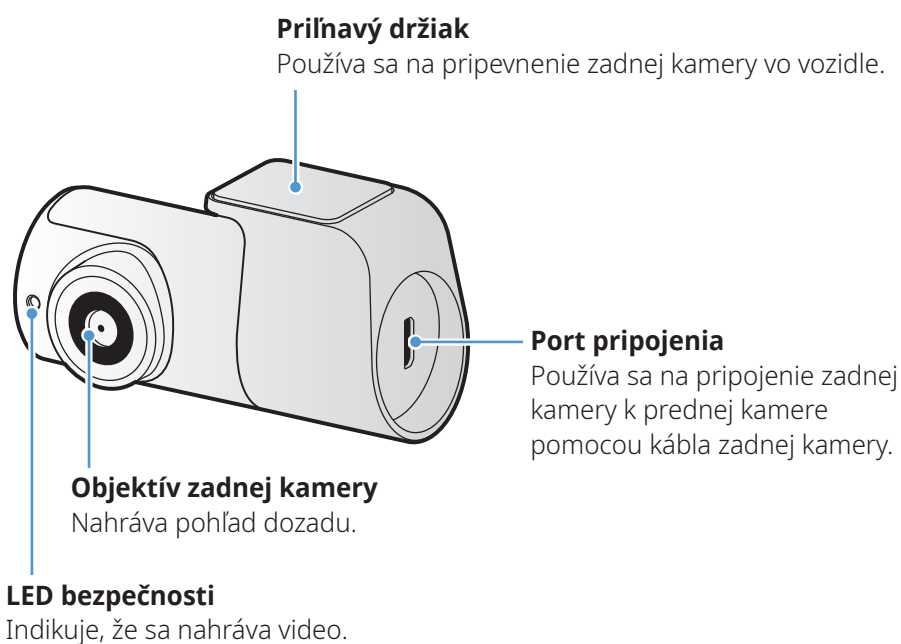 Priľnavý držiak
Používa sa na pripevnenie zadnej kamery vo vozidle.
Port pripojenia
Používa sa na pripojenie zadnej
kamery k prednej kamere
pomocou kábla zadnej kamery.
Objektív zadnej kamery
Nahráva pohľad dozadu.
LED bezpečnosti
Indikuje, že sa nahráva video.